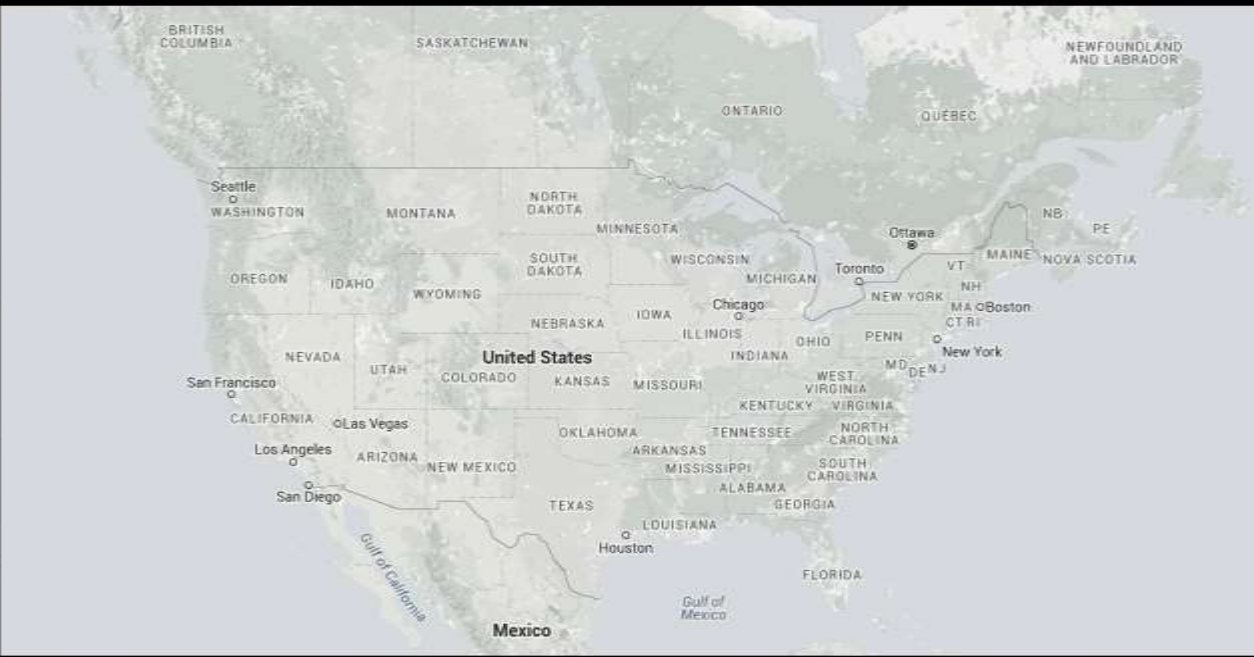 BRITISH
COLUMBIA
SASKATCHEWAN
NEWFOUNDLAND
AND LABRADOR
ONTARIO
QUÉBEC
Seattle
WASHINGTON
MONTANA
NORTH
DAKOTA
MINNESOTA
Ottawa
NB
PE
OREGON
IDAHO
WYOMING
SOUTH
DAKOTA
WISCONSIN
MICHIGAN
Toronto
VT
MAINE
NOVA SCOTIA
NH
NEW YORK
MA
Boston
CT RI
NEBRASKA
IOWA
Chicago
ILLINOIS
INDIANA
OHIO
PENN
New York
NEVADA
UTAH
COLORADO
United States
KANSAS
MISSOURI
WEST
VIRGINIA
MD
DE
NJ
San Francisco
CALIFORNIA
Las Vegas
KENTUCKY
VIRGINIA
Los Angeles
ARIZONA
NEW MEXICO
OKLAHOMA
ARKANSAS
TENNESSEE
NORTH
CAROLINA
San Diego
MISSISSIPPI
SOUTH
CAROLINA
ALABAMA
TEXAS
GEORGIA
LOUISIANA
Houston
Gulf of California
FLORIDA
Gulf of
Mexico
Mexico